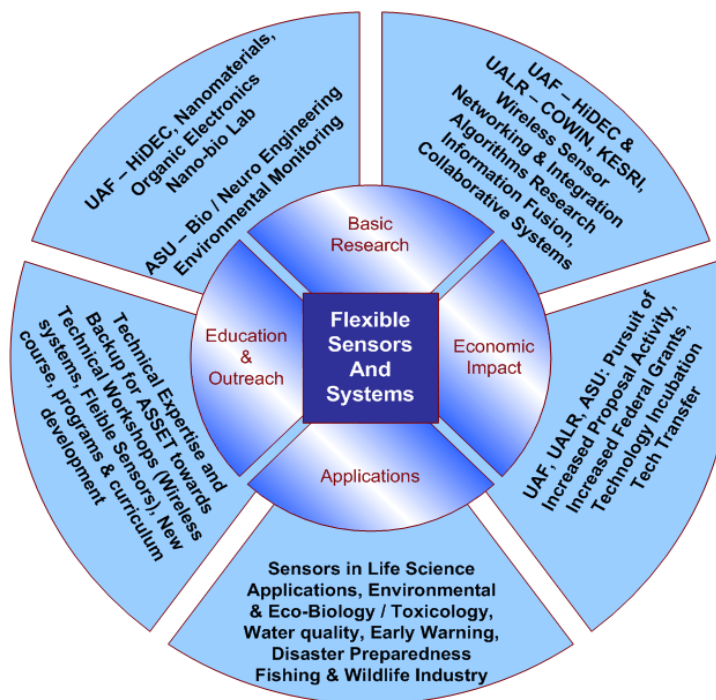 UAF – HiDEC, Nanomaterials,
Organic Electronics
Nano-bio Lab
ASU – Bio / Neuro Engineering
Environmental Monitoring
UAF – HiDEC &
UALR – COWIN, KESRI,
Wireless Sensor
Networking & Integration
Algorithms Research
Information Fusion,
Collaborative Systems
Basic
Research
Education
&
Outreach
Flexible
Sensors
And
Systems
Economic
Impact
Applications
Technical Expertise and
Backup for ASSET towards
Technical Workshops (Wireless
systems, Flexible Sensors), New
course, programs & curriculum
development
UAF, UALR, ASU: Pursuit of
Increased Proposal Activity,
Increased Federal Grants,
Technology Incubation
Tech Transfer
Sensors in Life Science
Applications, Environmental
& Eco-Biology / Toxicology,
Water quality, Early Warning,
Disaster Preparedness
Fishing & Wildlife Industry